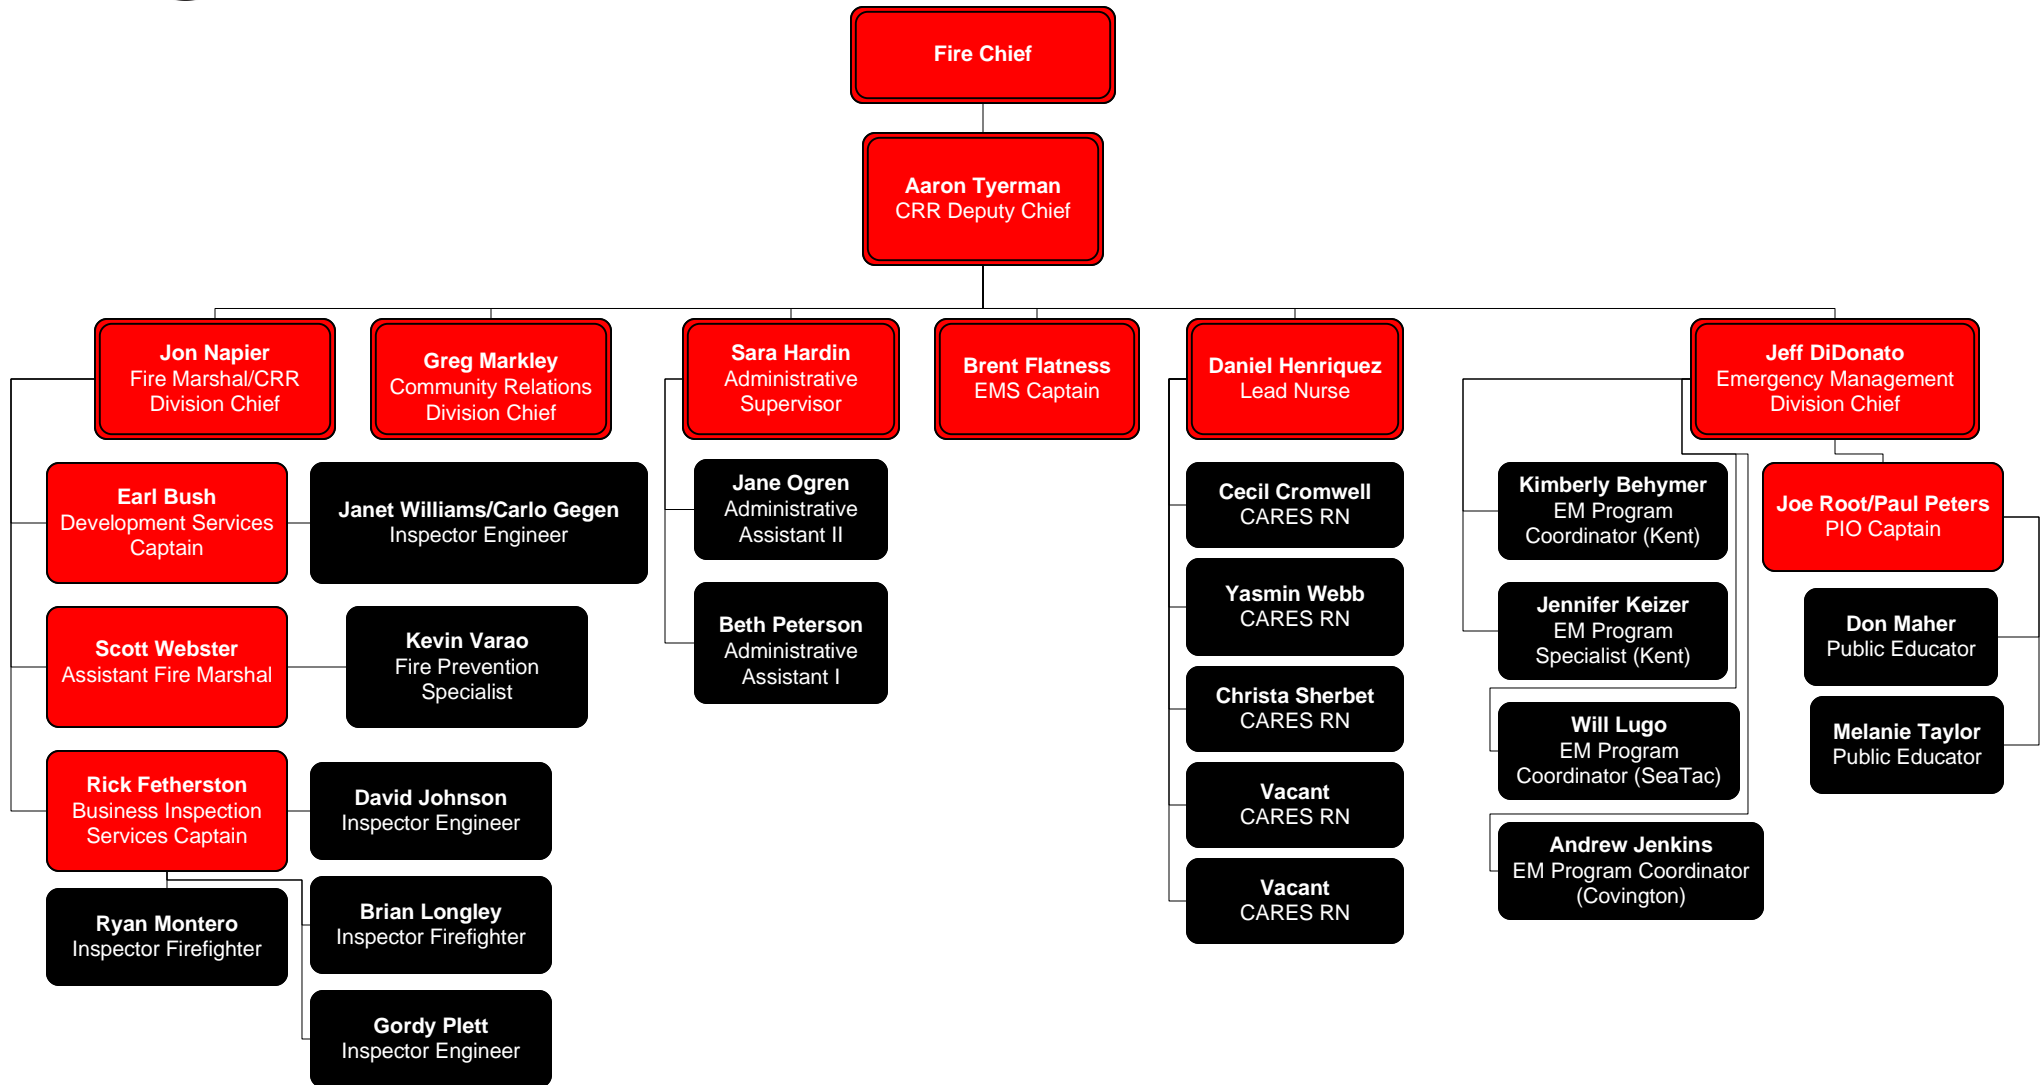 Fire Chief
Aaron Tyerman
CRR Deputy Chief
Jon Napier
Fire Marshal/CRR
Division Chief
Greg Markley
Community Relations
Division Chief
Sara Hardin
Administrative
Supervisor
Brent Flatness
EMS Captain
Daniel Henriquez
Lead Nurse
Jeff DiDonato
Emergency Management
Division Chief
Earl Bush
Development Services
Captain
Janet Williams/Carlo Gegen
Inspector Engineer
Scott Webster
Assistant Fire Marshal
Kevin Varao
Fire Prevention
Specialist
Rick Fetherston
Business Inspection
Services Captain
David Johnson
Inspector Engineer
Ryan Montero
Inspector Firefighter
Brian Longley
Inspector Firefighter
Gordy Plett
Inspector Engineer
Jane Ogren
Administrative
Assistant II
Beth Peterson
Administrative
Assistant I
Cecil Cromwell
CARES RN
Yasmin Webb
CARES RN
Christa Sherbet
CARES RN
Vacant
CARES RN
Vacant
CARES RN
Kimberly Behymer
EM Program
Coordinator (Kent)
Jennifer Keizer
EM Program
Specialist (Kent)
Will Lugo
EM Program
Coordinator (SeaTac)
Andrew Jenkins
EM Program Coordinator
(Covington)
Joe Root/Paul Peters
PIO Captain
Don Maher
Public Educator
Melanie Taylor
Public Educator